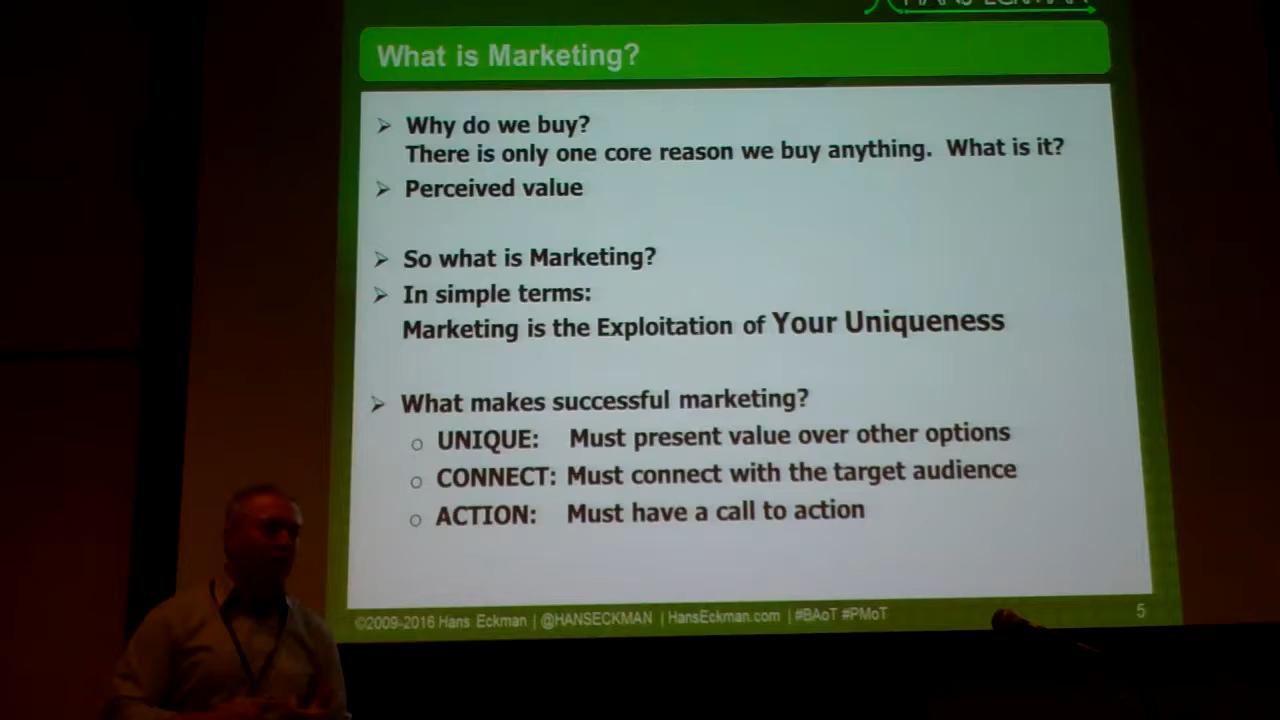 HANS ECKMAN
What is Marketing?
➢ Why do we buy?
There is only one core reason we buy anything. What is it?
➢ Perceived value
➢ So what is Marketing?
➢ In simple terms:
Marketing is the Exploitation of Your Uniqueness
➢ What makes successful marketing?
o UNIQUE: Must present value over other options
o CONNECT: Must connect with the target audience
o ACTION: Must have a call to action
©2009-2016 Hans Eckman | @HANSECKMAN | HansEckman.com | #BAoT #PMoT
5